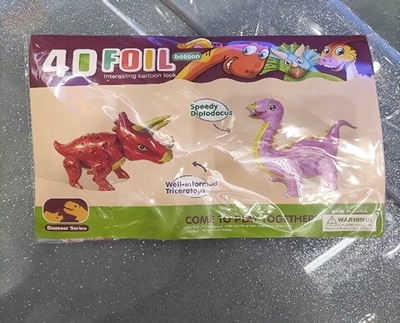 4D FOIL
balloon
Interesting cartoon look
Speedy
Diplodocus
Well-informed
Triceratops
COME TO PLAY TOGETHER!
WARNING:
Dinosaur Series